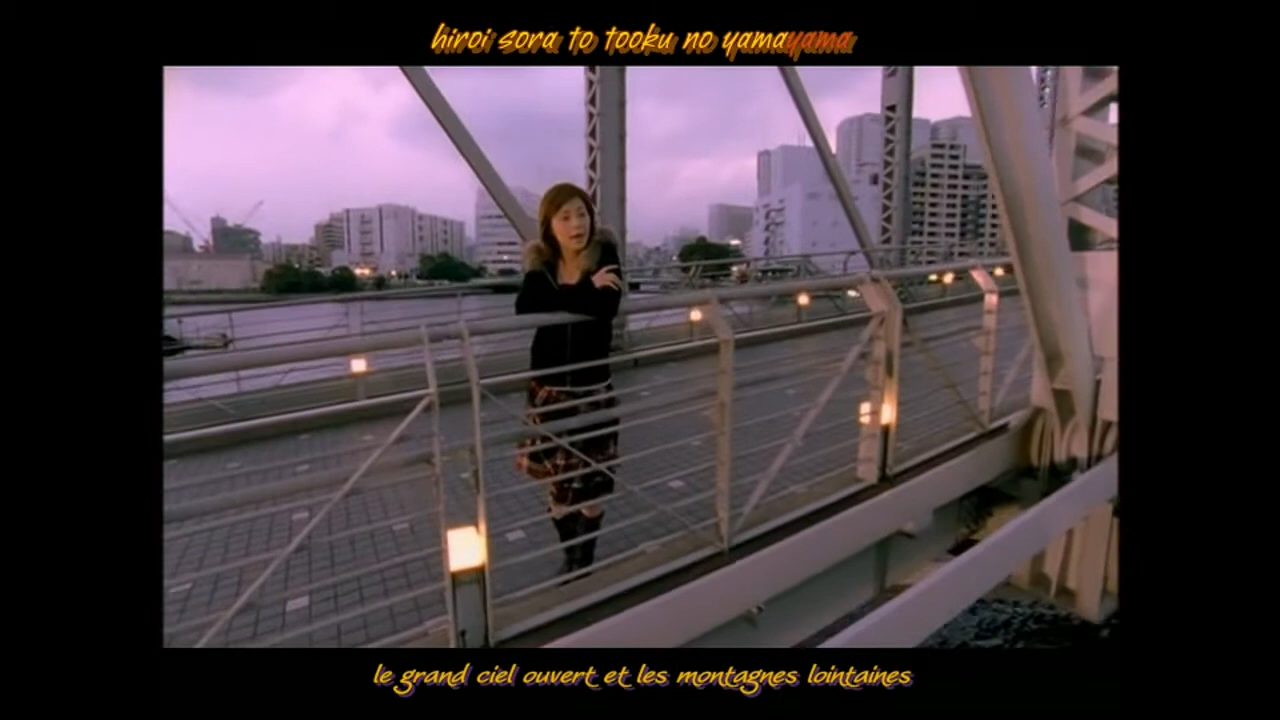 hiroi sora to tooku no yamayama
le grand ciel ouvert et les montagnes lointaines